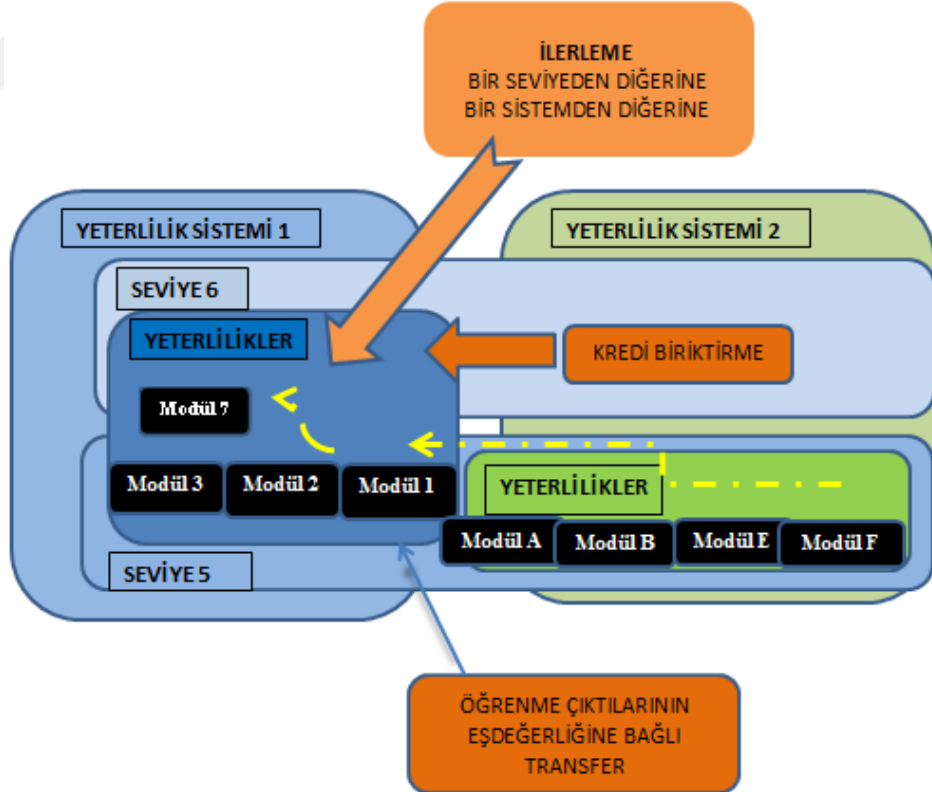 İLERLEME
BİR SEVİYEDEN DİĞERİNE
BİR SİSTEMDEN DİĞERİNE
YETERLİLİK SİSTEMİ 1
YETERLİLİK SİSTEMİ 2
SEVİYE 6
YETERLİLİKLER
KREDİ BİRİKTİRME
Modül 7
Modül 3
Modül 2
Modül 1
YETERLİLİKLER
Modül A
Modül B
Modül E
Modül F
SEVİYE 5
ÖĞRENME ÇIKTILARININ
EŞDEĞERLİĞİNE BAĞLI
TRANSFER